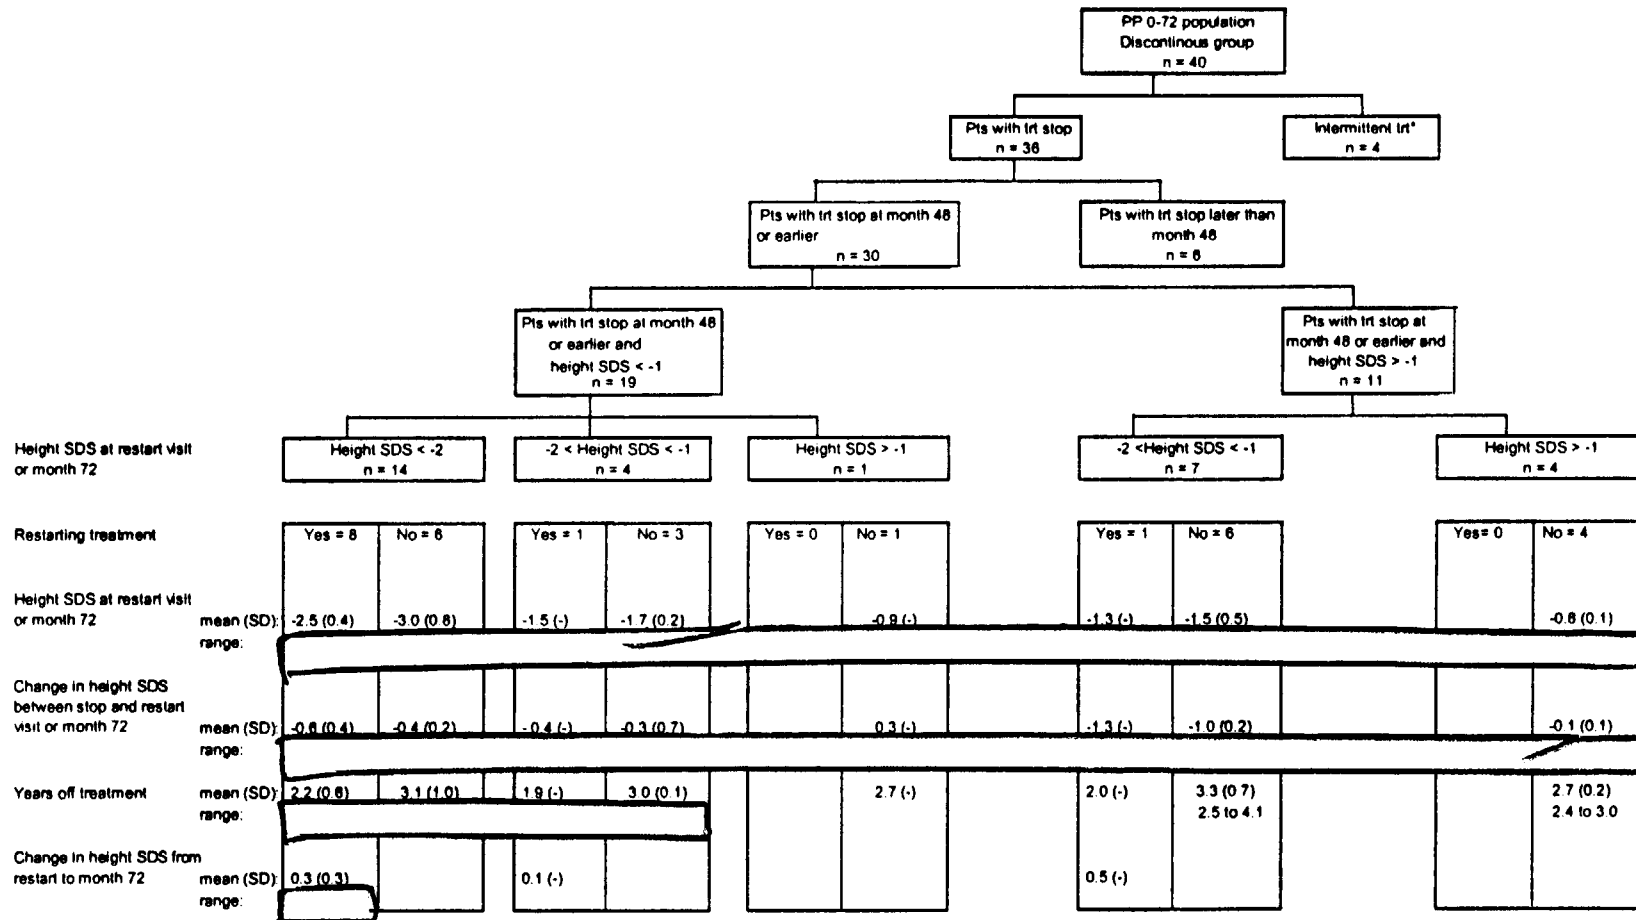 PP 0-72 population
Discontinous group
n = 40
Pts with trt stop
n = 36
Intermittent trt*
n = 4
Pts with trt stop at month 48
or earlier
n = 30
Pts with trt stop later than
month 48
n = 6
Pts with trt stop at month 48
or earlier and
height SDS < -1
n = 19
Pts with trt stop at
month 48 or earlier and
height SDS > -1
n = 11
Height SDS at restart visit
or month 72
Height SDS < -2
n = 14
-2 < Height SDS < -1
n = 4
Height SDS > -1
n = 1
-2 <Height SDS < -1
n = 7
Height SDS > -1
n = 4
Restarting treatment Yes = 8 No = 6 Yes = 1 No = 3 Yes = 0 No = 1 Yes = 1 No = 6 Yes= 0 No = 4
Height SDS at restart visit
or month 72 mean (SD): -2.5 (0.4) -3.0 (0.8) -1.5 (-) -1.7 (0.2) -0.9 (-) -1.3 (-) -1.5 (0.5) -0.8 (0.1)
range:
Change in height SDS
between stop and restart
visit or month 72 mean (SD): -0.6 (0.4) -0.4 (0.2) -0.4 (-) -0.3 (0.7) 0.3 (-) -1.3 (-) -1.0 (0.2) -0.1 (0.1)
range:
Years off treatment mean (SD): 2.2 (0.6) 3.1 (1.0) 1.9 (-) 3.0 (0.1) 2.7 (-) 2.0 (-) 3.3 (0.7) 2.7 (0.2)
range: 2.5 to 4.1 2.4 to 3.0
Change in height SDS from
restart to month 72 mean (SD): 0.3 (0.3) 0.1 (-) 0.5 (-)
range: